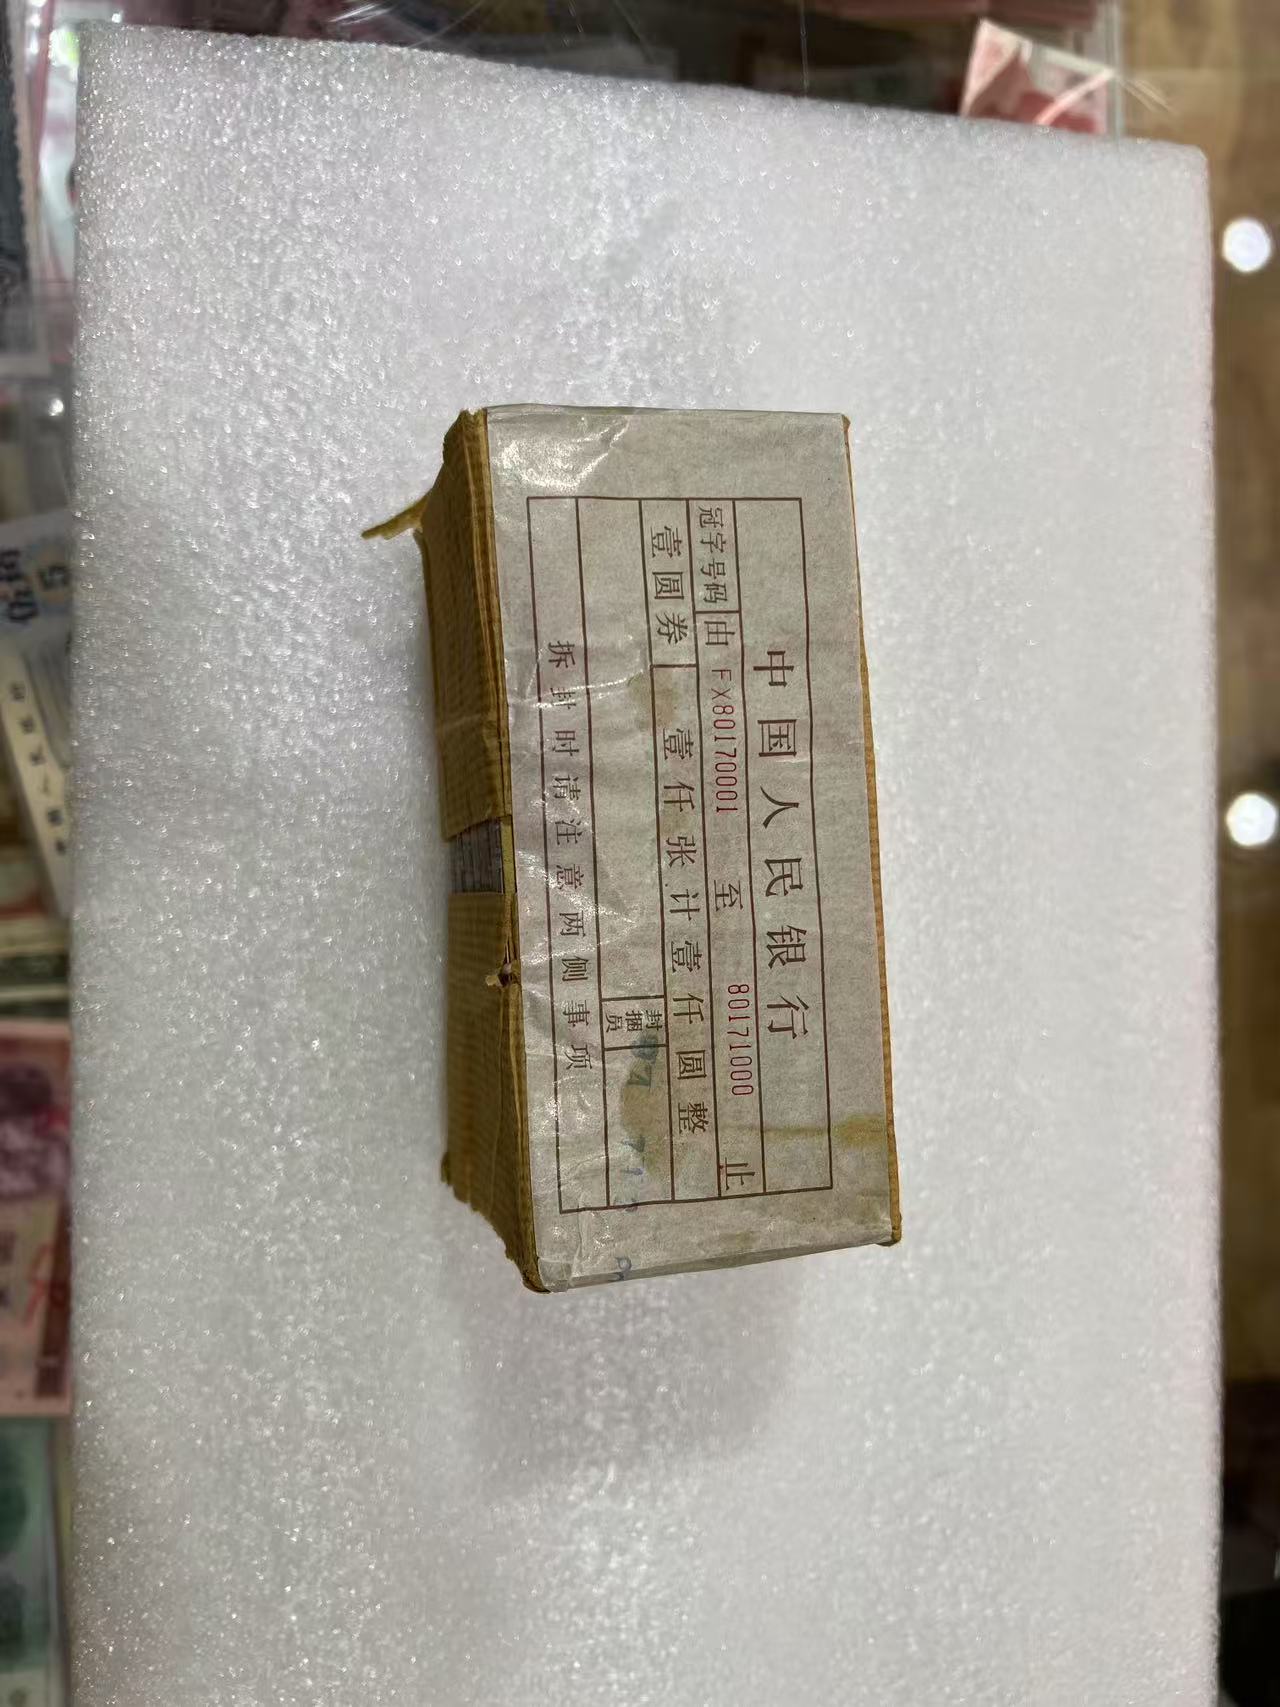 中国人民银行
冠字号码 由 FX80170001 至 80171000 止
壹圆券 壹仟张计壹仟圆整
封捆员
拆封时请注意两侧事项